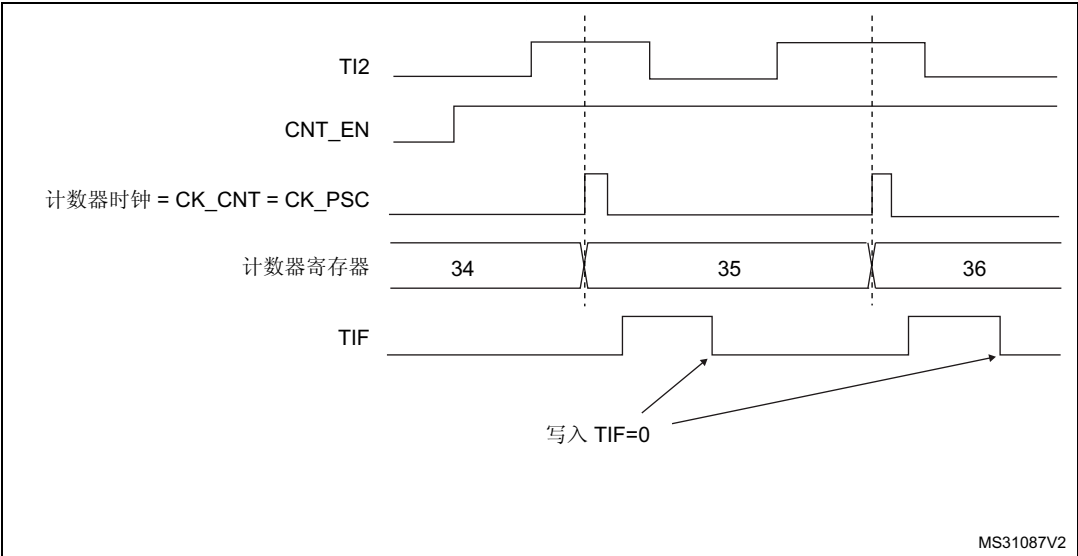 TI2
CNT_EN
计数器时钟 = CK_CNT = CK_PSC
计数器寄存器 34 35 36
TIF
写入 TIF=0
MS31087V2